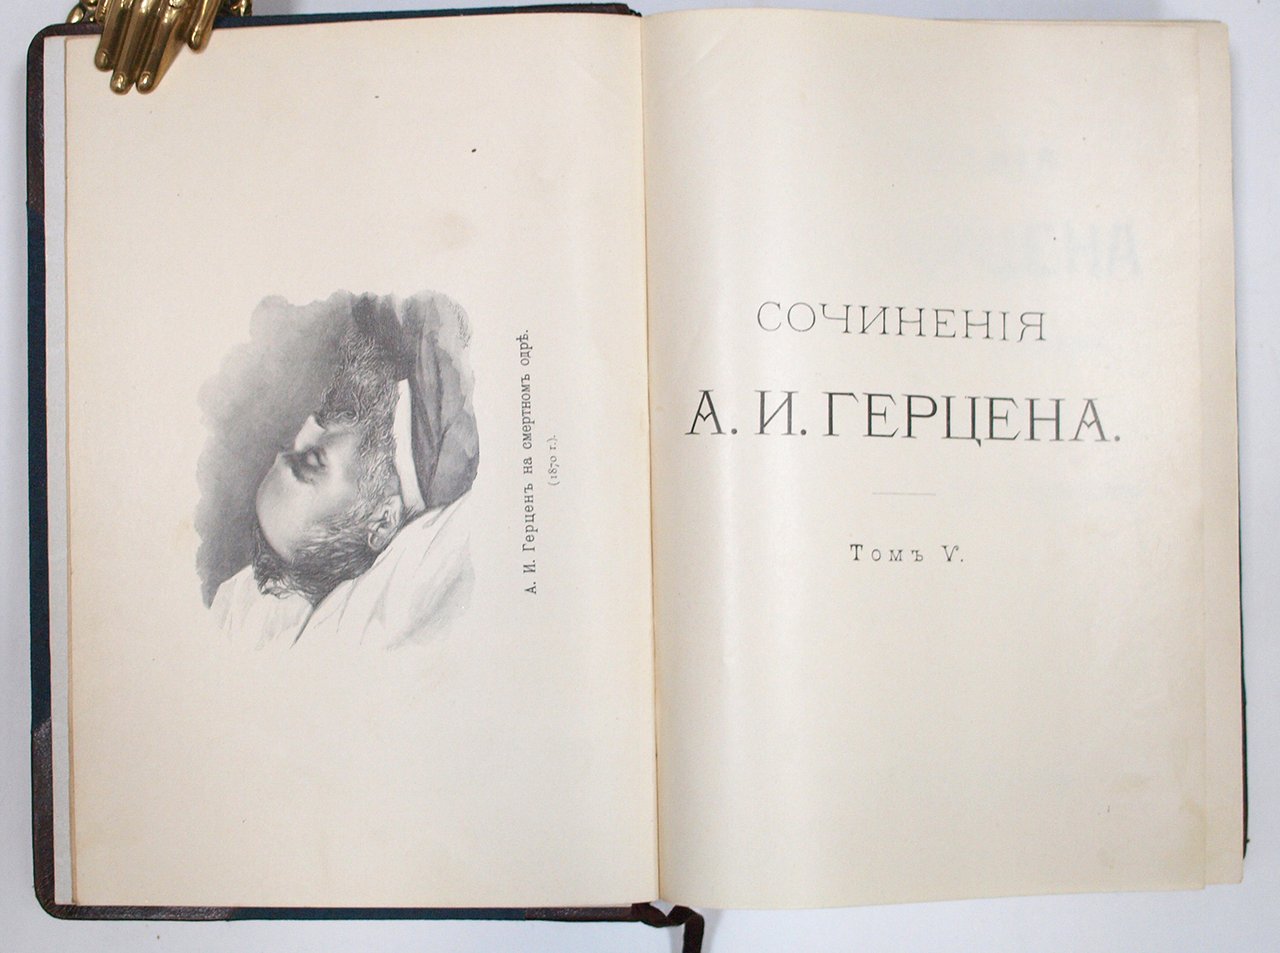 А. И. Герценъ на смертномъ одрѣ.
(1870 г.).
СОЧИНЕНІЯ
А. И. ГЕРЦЕНА.
Томъ V.